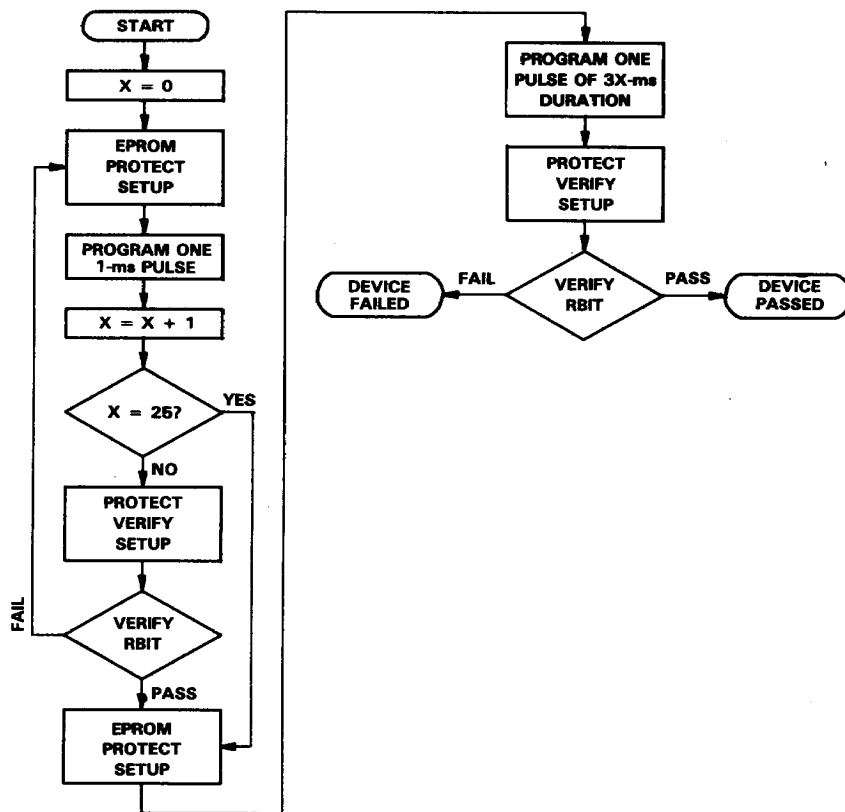 START
X = 0
EPROM
PROTECT
SETUP
PROGRAM ONE
1-ms PULSE
X = X + 1
X = 25?
YES
NO
PROTECT
VERIFY
SETUP
VERIFY
RBIT
FAIL
PASS
EPROM
PROTECT
SETUP
PROGRAM ONE
PULSE OF 3X-ms
DURATION
PROTECT
VERIFY
SETUP
VERIFY
RBIT
FAIL
DEVICE
FAILED
PASS
DEVICE
PASSED